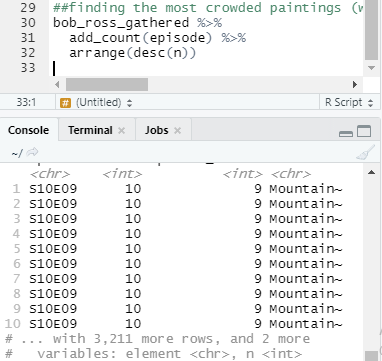 29 ##finding the most crowded paintings (w
30 bob_ross_gathered %>%
31 add_count(episode) %>%
32 arrange(desc(n))
33
33:1 # (Untitled) R Script
Console Terminal × Jobs ×
~/
<chr> <int> <int> <chr>
1 S10E09 10 9 Mountain~
2 S10E09 10 9 Mountain~
3 S10E09 10 9 Mountain~
4 S10E09 10 9 Mountain~
5 S10E09 10 9 Mountain~
6 S10E09 10 9 Mountain~
7 S10E09 10 9 Mountain~
8 S10E09 10 9 Mountain~
9 S10E09 10 9 Mountain~
10 S10E09 10 9 Mountain~
# ... with 3,211 more rows, and 2 more
# variables: element <chr>, n <int>